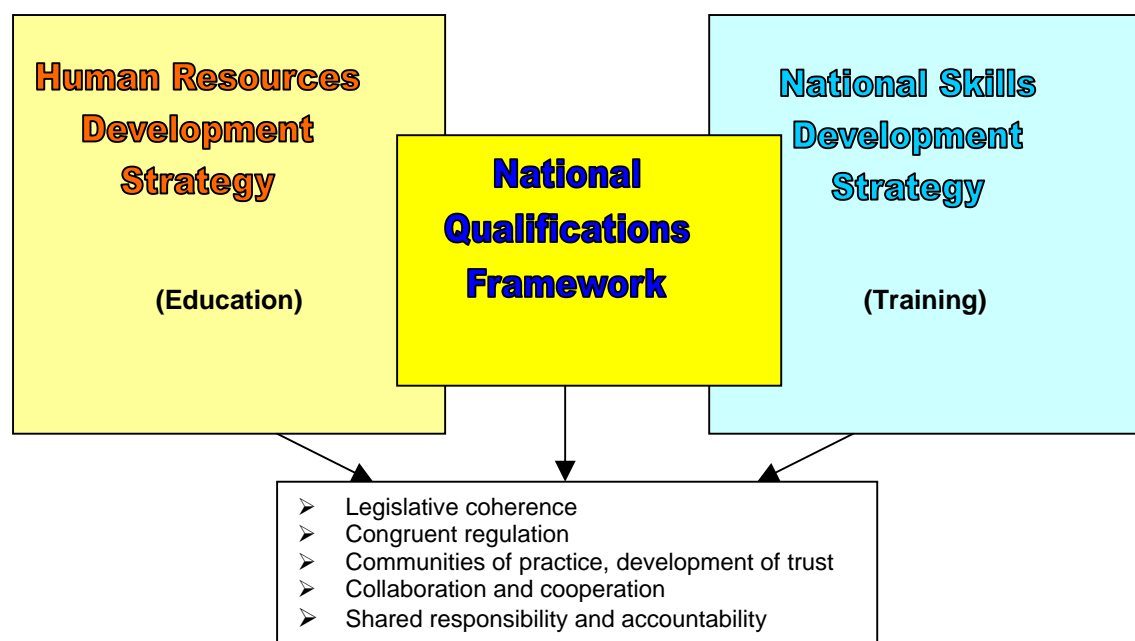 Human Resources
Development
Strategy
(Education)
National
Qualifications
Framework
National Skills
Development
Strategy
(Training)
➢ Legislative coherence
➢ Congruent regulation
➢ Communities of practice, development of trust
➢ Collaboration and cooperation
➢ Shared responsibility and accountability